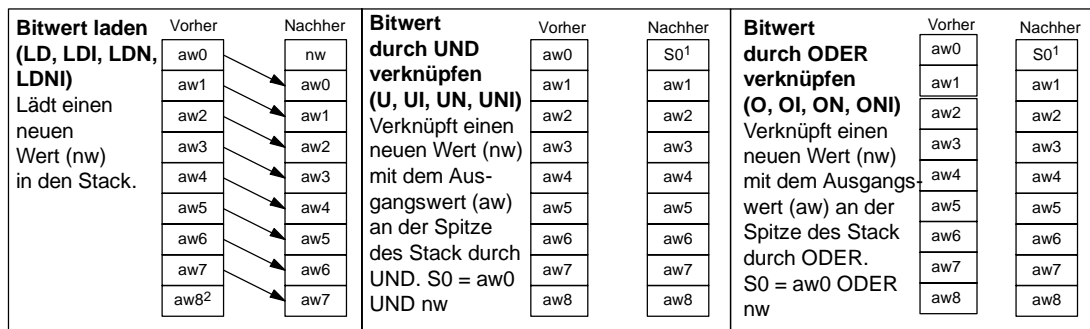 Bitwert laden
(LD, LDI, LDN,
LDNI)
Lädt einen
neuen
Wert (nw)
in den Stack.
Vorher
aw0
aw1
aw2
aw3
aw4
aw5
aw6
aw7
aw8²
Nachher
nw
aw0
aw1
aw2
aw3
aw4
aw5
aw6
aw7
Bitwert
durch UND
verknüpfen
(U, UI, UN, UNI)
Verknüpft einen
neuen Wert (nw)
mit dem Aus-
gangswert (aw)
an der Spitze
des Stack durch
UND. S0 = aw0
UND nw
Vorher
aw0
aw1
aw2
aw3
aw4
aw5
aw6
aw7
aw8
Nachher
S0¹
aw1
aw2
aw3
aw4
aw5
aw6
aw7
aw8
Bitwert
durch ODER
verknüpfen
(O, OI, ON, ONI)
Verknüpft einen
neuen Wert (nw)
mit dem Ausgangs-
wert (aw) an der
Spitze des Stack
durch ODER.
S0 = aw0 ODER
nw
Vorher
aw0
aw1
aw2
aw3
aw4
aw5
aw6
aw7
aw8
Nachher
S0¹
aw1
aw2
aw3
aw4
aw5
aw6
aw7
aw8